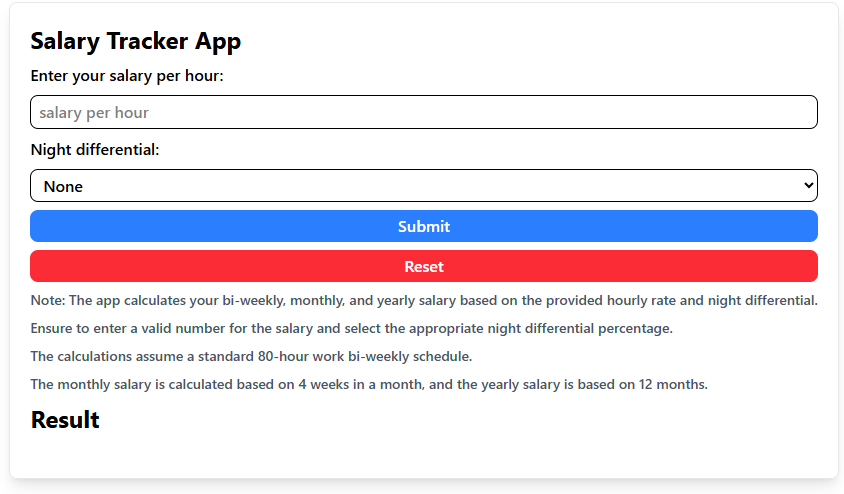 Salary Tracker App
Enter your salary per hour:
salary per hour
Night differential:
None
Submit
Reset
Note: The app calculates your bi-weekly, monthly, and yearly salary based on the provided hourly rate and night differential.
Ensure to enter a valid number for the salary and select the appropriate night differential percentage.
The calculations assume a standard 80-hour work bi-weekly schedule.
The monthly salary is calculated based on 4 weeks in a month, and the yearly salary is based on 12 months.
Result